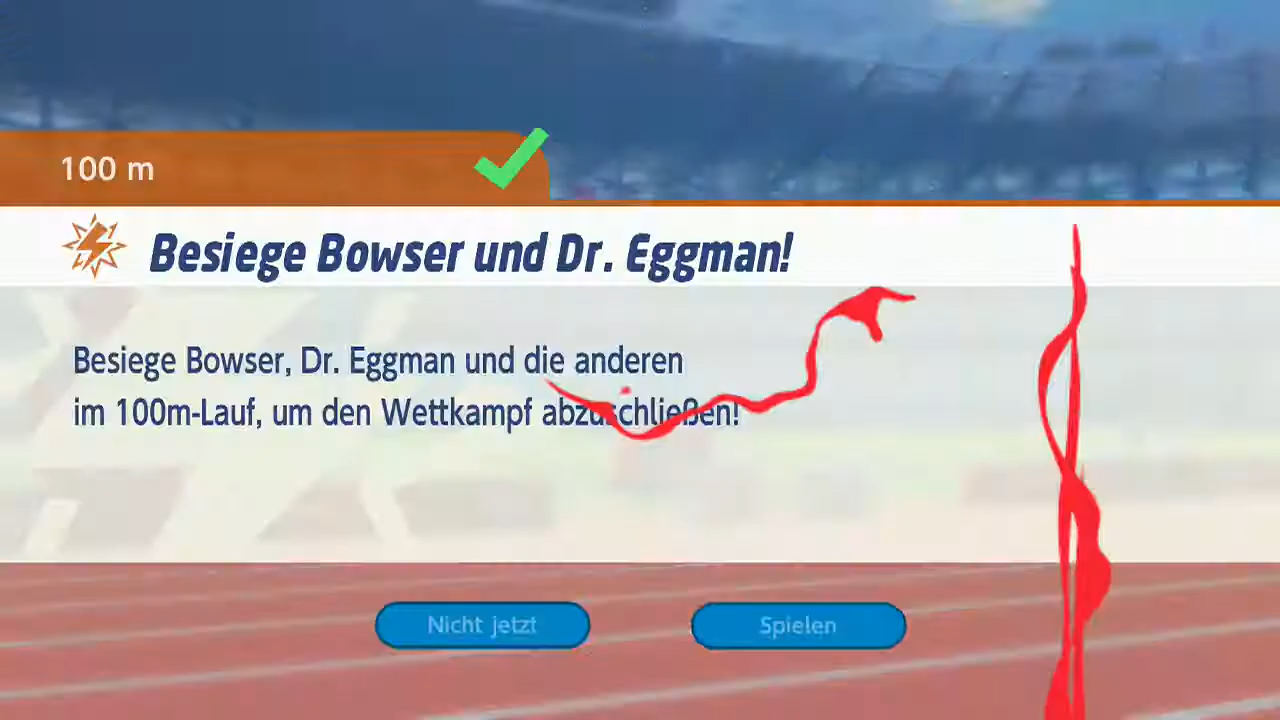 100 m
Besiege Bowser und Dr. Eggman!
Besiege Bowser, Dr. Eggman und die anderen
im 100m-Lauf, um den Wettkampf abzuschließen!
Nicht jetzt
Spielen